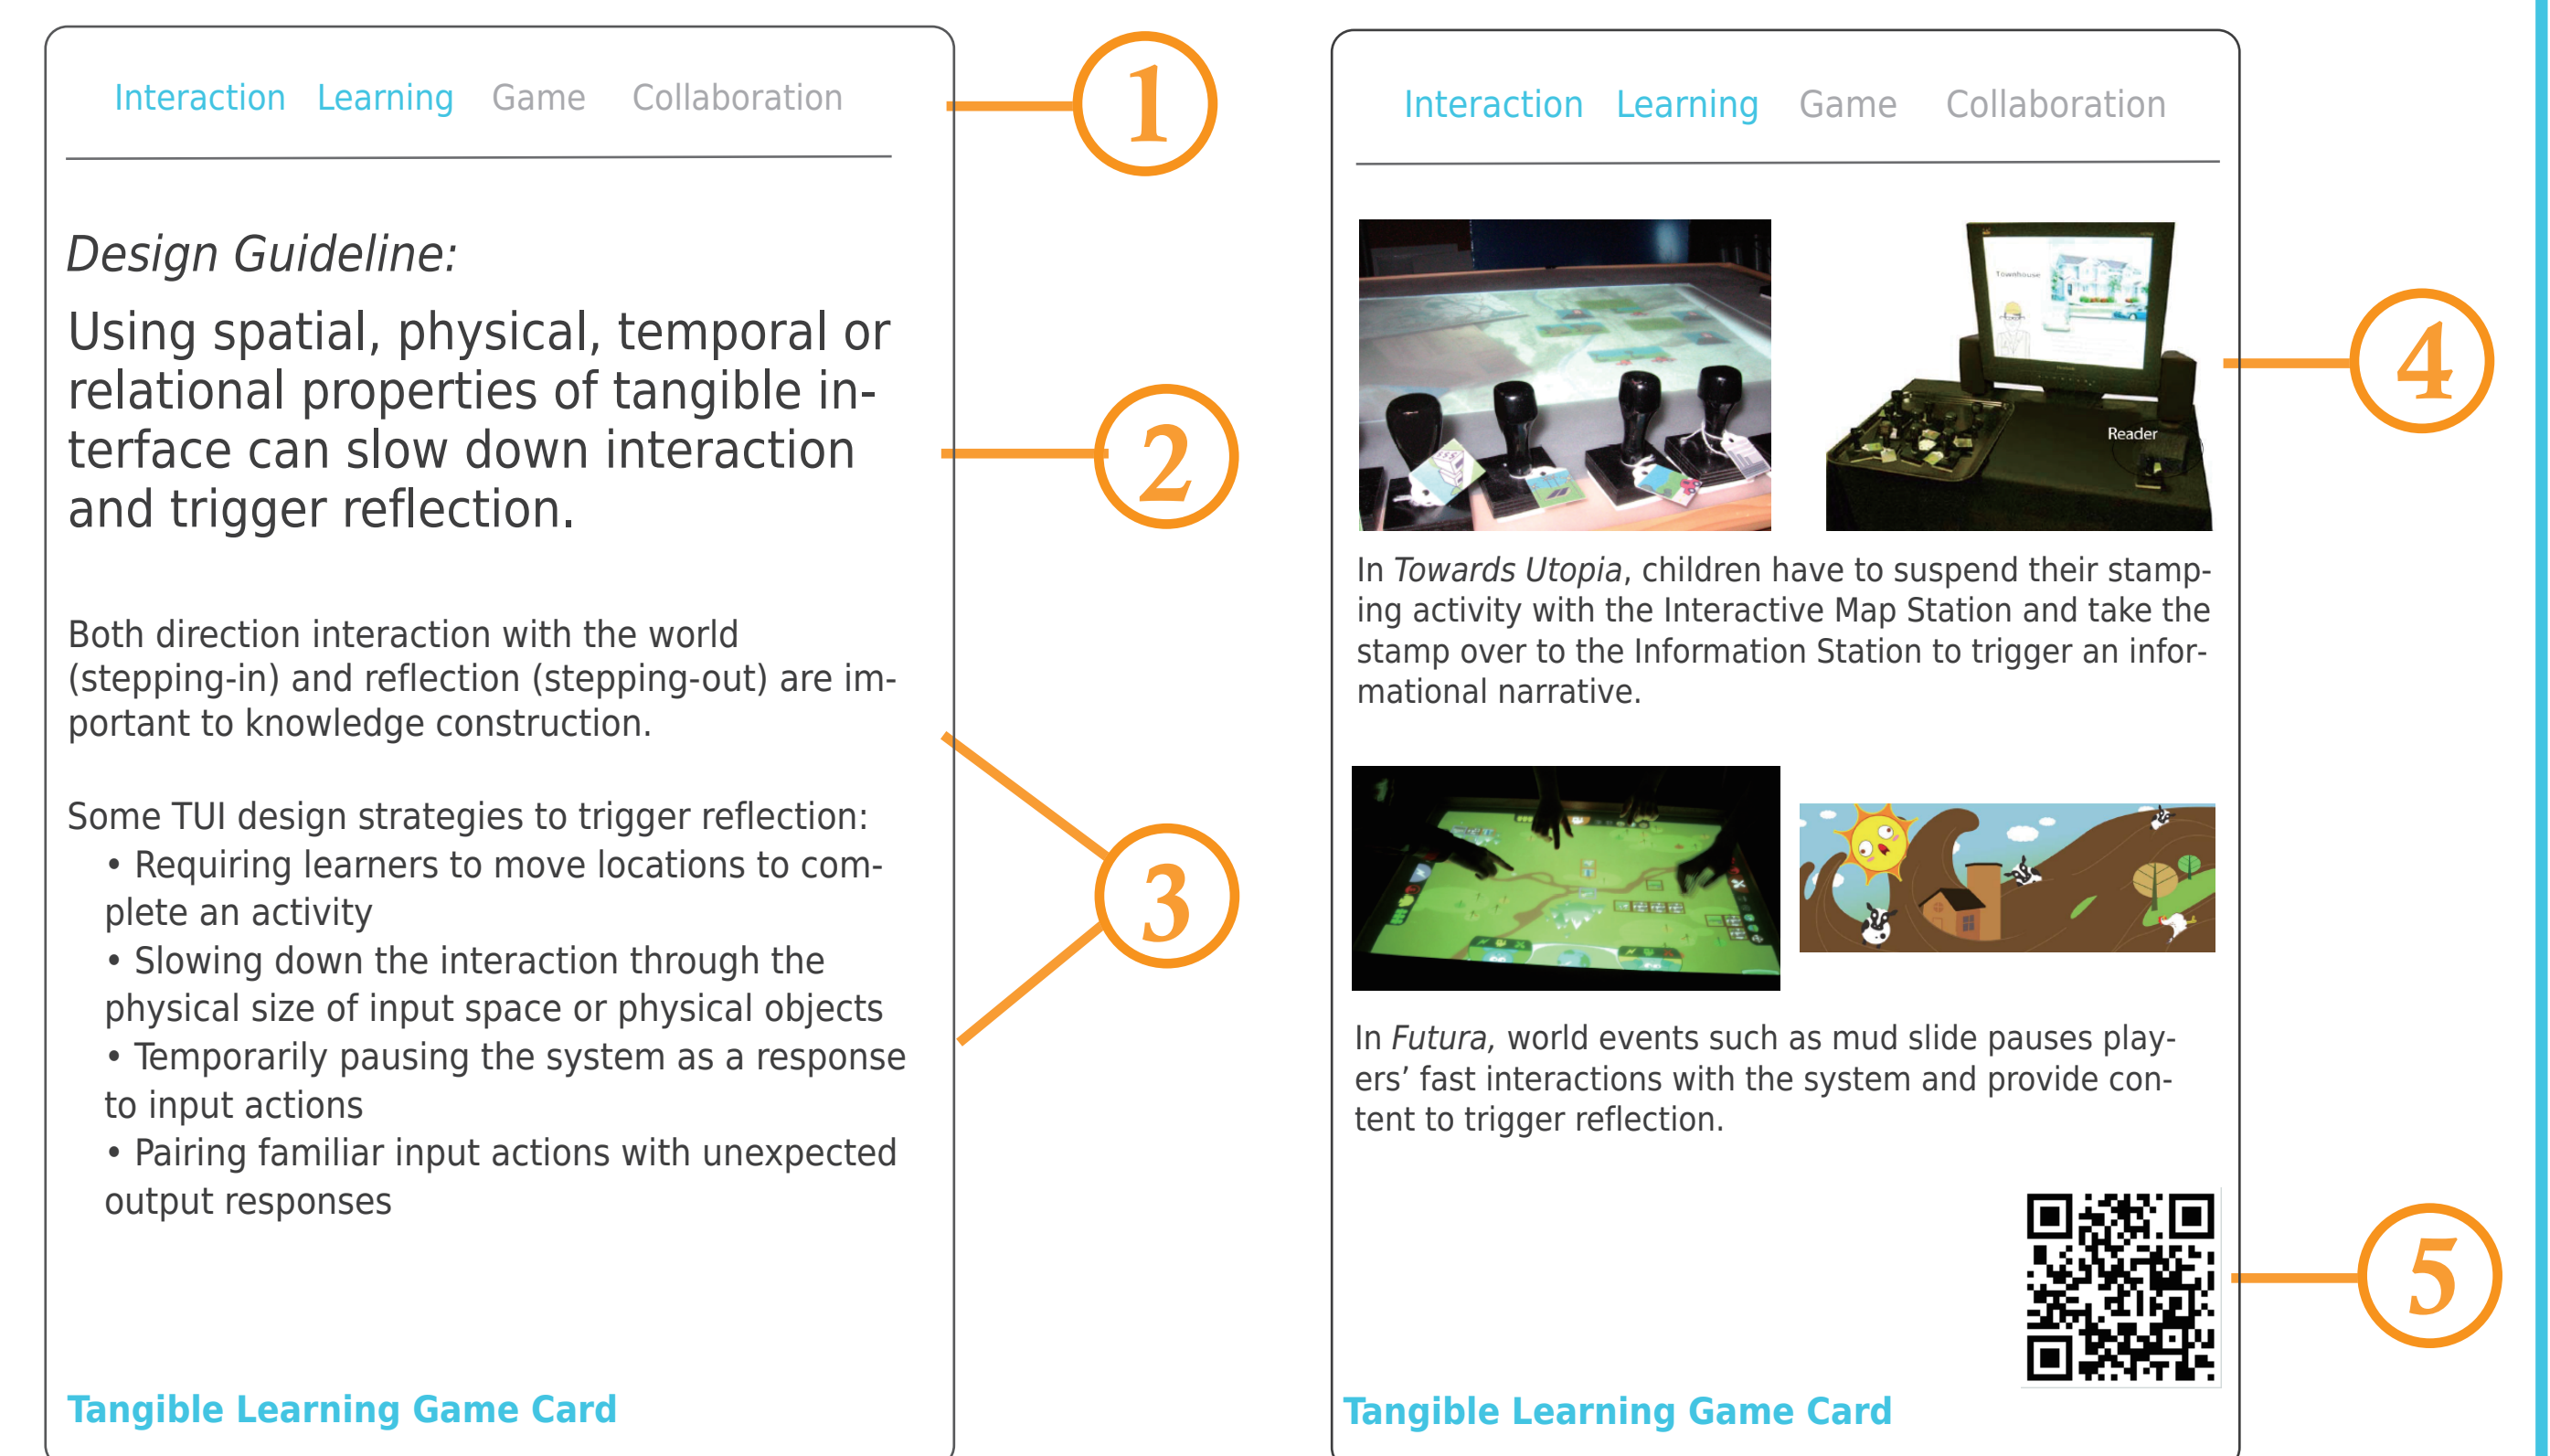 Interaction Learning Game Collaboration
1
Design Guideline:
Using spatial, physical, temporal or
relational properties of tangible in-
terface can slow down interaction
and trigger reflection.
2
Both direction interaction with the world
(stepping-in) and reflection (stepping-out) are im-
portant to knowledge construction.
Some TUI design strategies to trigger reflection:
• Requiring learners to move locations to com-
plete an activity
• Slowing down the interaction through the
physical size of input space or physical objects
• Temporarily pausing the system as a response
to input actions
• Pairing familiar input actions with unexpected
output responses
3
Tangible Learning Game Card
Interaction Learning Game Collaboration
Townhouse
Reader
4
In Towards Utopia, children have to suspend their stamp-
ing activity with the Interactive Map Station and take the
stamp over to the Information Station to trigger an infor-
mational narrative.
In Futura, world events such as mud slide pauses play-
ers’ fast interactions with the system and provide con-
tent to trigger reflection.
5
Tangible Learning Game Card